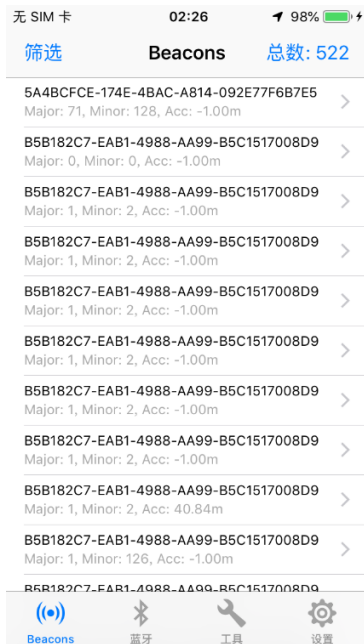 无 SIM 卡 02:26 98%
筛选 Beacons 总数: 522
5A4BCFCE-174E-4BAC-A814-092E77F6B7E5
Major: 71, Minor: 128, Acc: -1.00m
B5B182C7-EAB1-4988-AA99-B5C1517008D9
Major: 0, Minor: 0, Acc: -1.00m
B5B182C7-EAB1-4988-AA99-B5C1517008D9
Major: 1, Minor: 2, Acc: -1.00m
B5B182C7-EAB1-4988-AA99-B5C1517008D9
Major: 1, Minor: 2, Acc: -1.00m
B5B182C7-EAB1-4988-AA99-B5C1517008D9
Major: 1, Minor: 2, Acc: -1.00m
B5B182C7-EAB1-4988-AA99-B5C1517008D9
Major: 1, Minor: 2, Acc: -1.00m
B5B182C7-EAB1-4988-AA99-B5C1517008D9
Major: 1, Minor: 2, Acc: -1.00m
B5B182C7-EAB1-4988-AA99-B5C1517008D9
Major: 1, Minor: 2, Acc: -1.00m
B5B182C7-EAB1-4988-AA99-B5C1517008D9
Major: 1, Minor: 2, Acc: 40.84m
B5B182C7-EAB1-4988-AA99-B5C1517008D9
Major: 1, Minor: 126, Acc: -1.00m
B5B182C7-EAB1-4988-AA99-B5C1517008D9
Beacons 蓝牙 工具 设置